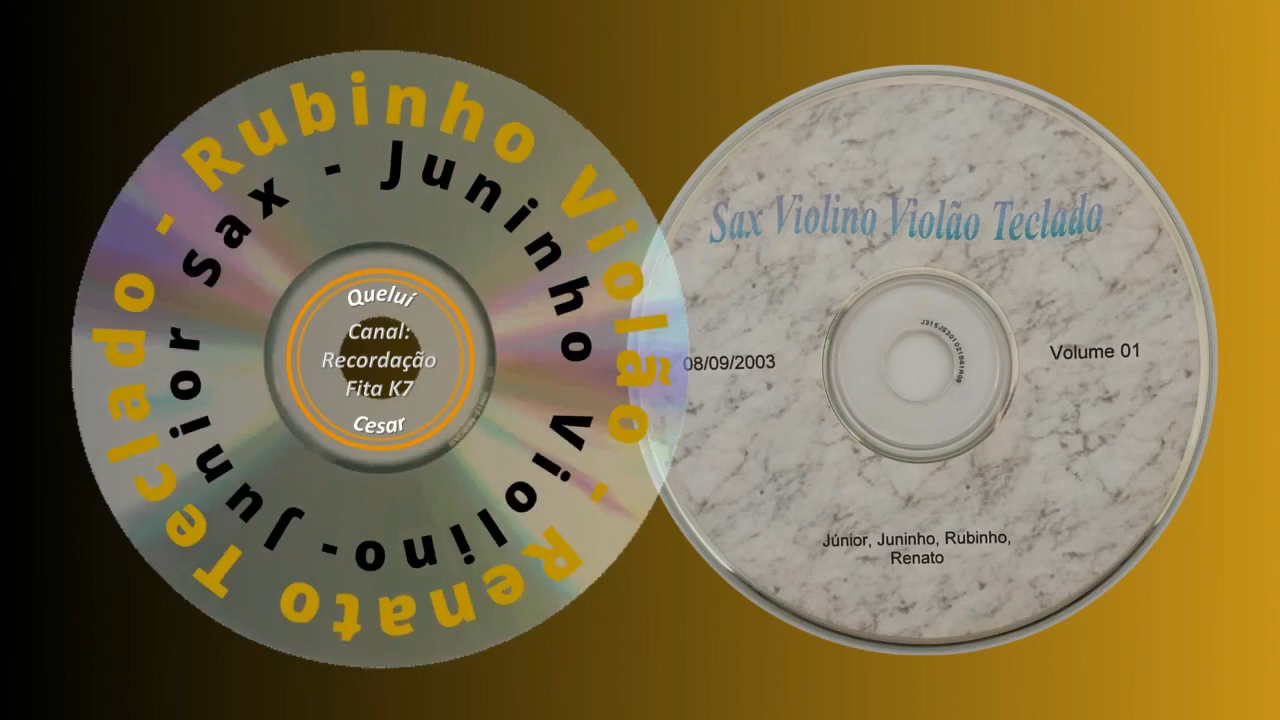 Rubinho Violão - Renato Teclado -
Junior Sax - Juninho Violino-
Queluí
Canal:
Recordação
Fita K7
Cesar
Sax Violino Violão Teclado
08/09/2003
Volume 01
Júnior, Juninho, Rubinho,
Renato